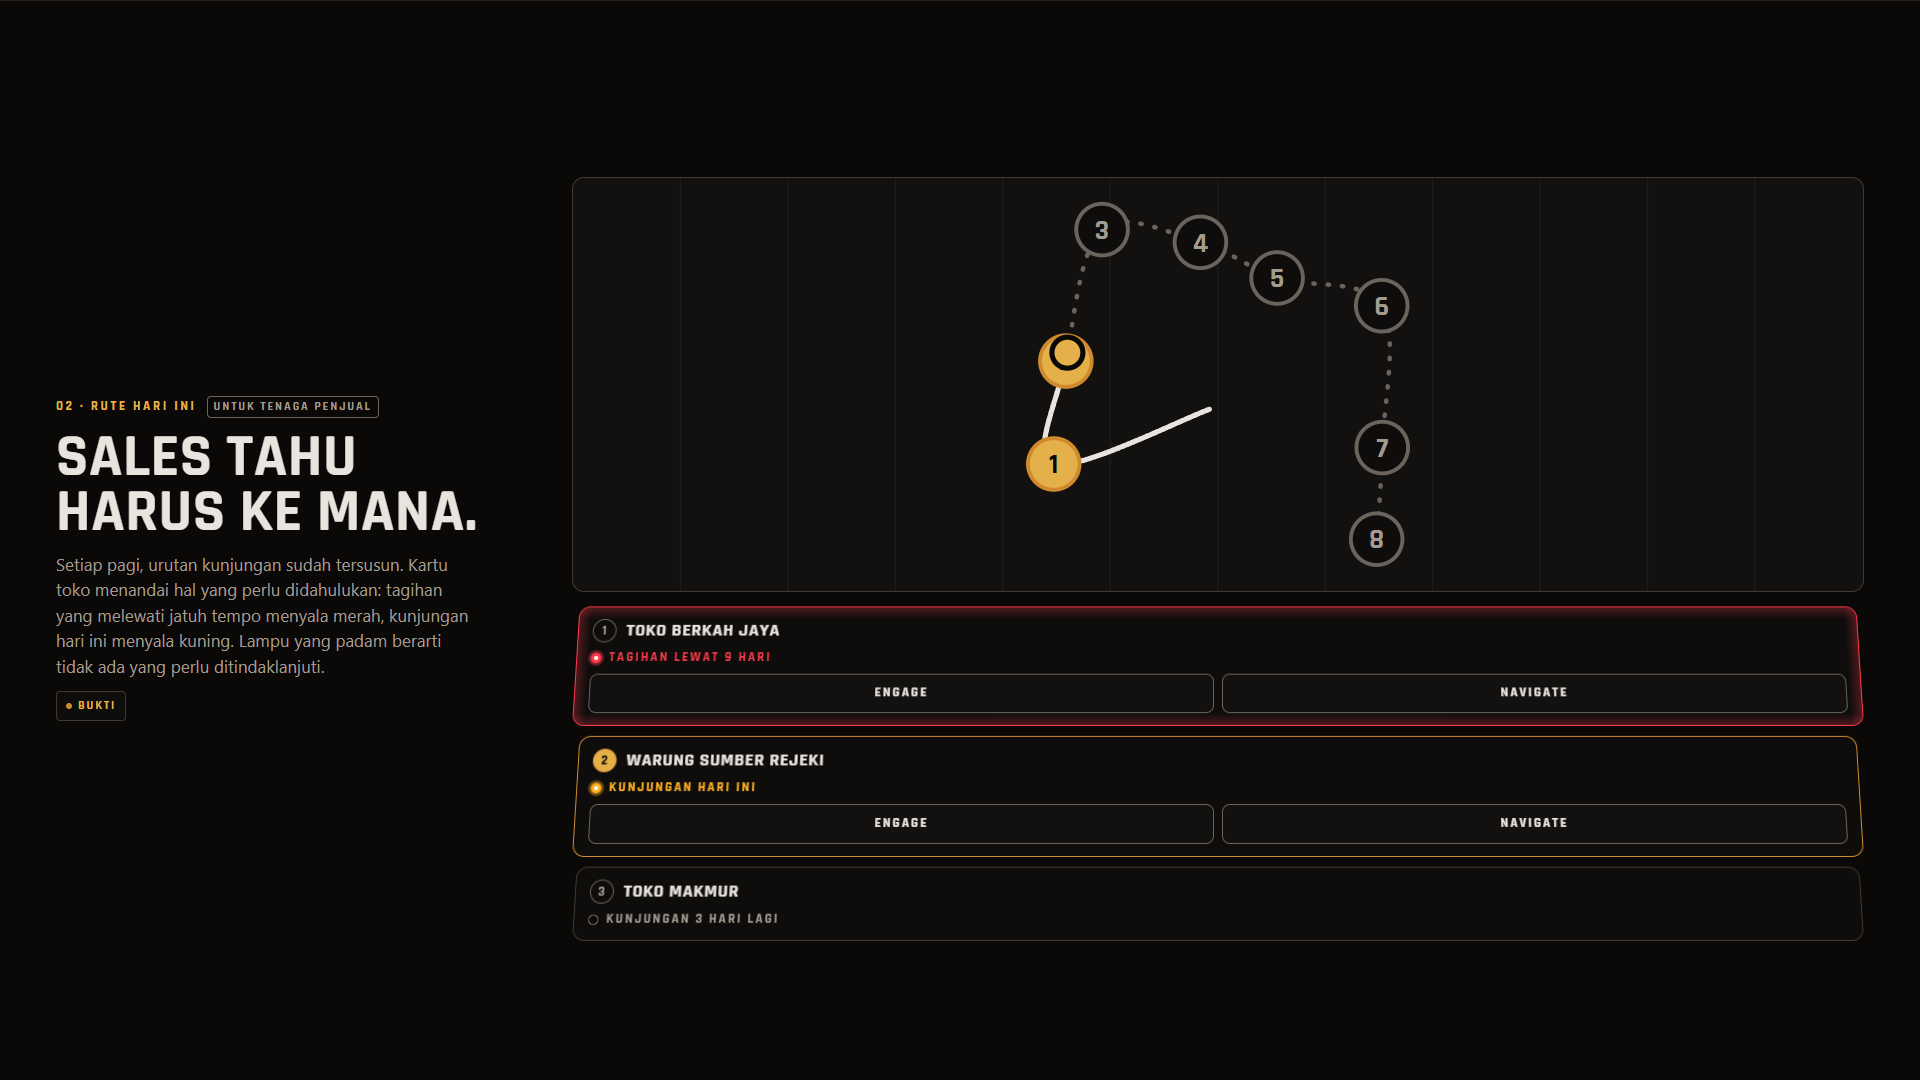 02 · RUTE HARI INI
UNTUK TENAGA PENJUAL
SALES TAHU
HARUS KE MANA.
Setiap pagi, urutan kunjungan sudah tersusun. Kartu
toko menandai hal yang perlu didahulukan: tagihan
yang melewati jatuh tempo menyala merah, kunjungan
hari ini menyala kuning. Lampu yang padam berarti
tidak ada yang perlu ditindaklanjuti.
BUKTI
3
4
5
6
1
7
8
1 TOKO BERKAH JAYA
TAGIHAN LEWAT 9 HARI
ENGAGE
NAVIGATE
2 WARUNG SUMBER REJEKI
KUNJUNGAN HARI INI
ENGAGE
NAVIGATE
3 TOKO MAKMUR
KUNJUNGAN 3 HARI LAGI